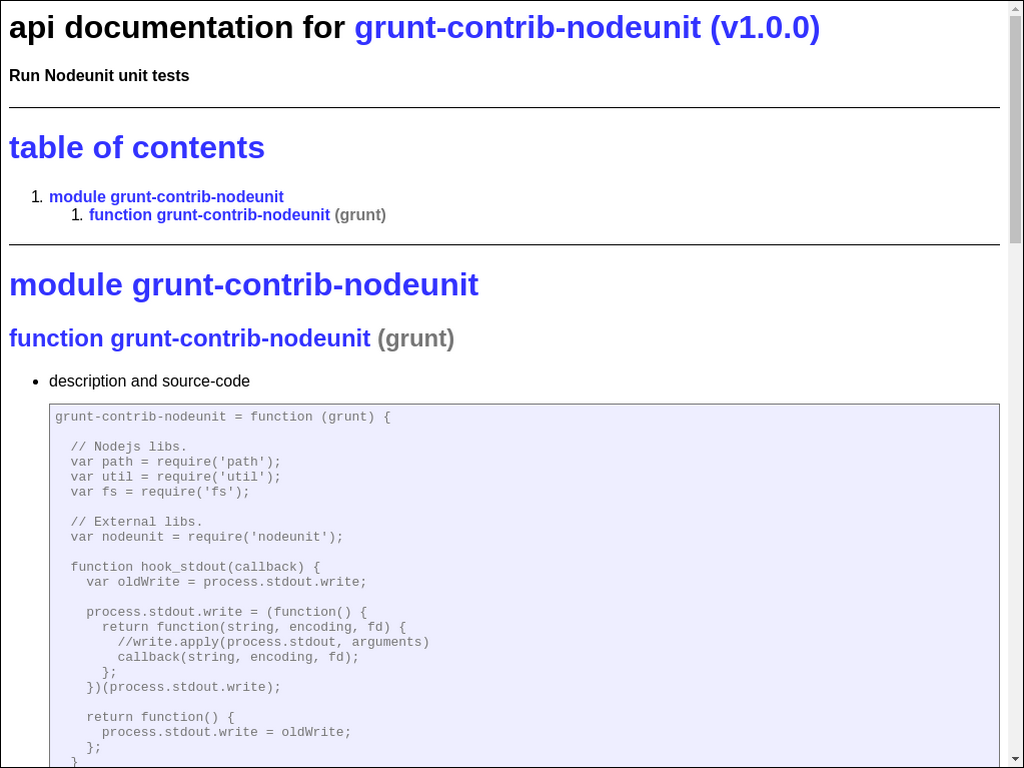 api documentation for grunt-contrib-nodeunit (v1.0.0)
Run Nodeunit unit tests
table of contents
1. module grunt-contrib-nodeunit
1. function grunt-contrib-nodeunit (grunt)
module grunt-contrib-nodeunit
function grunt-contrib-nodeunit (grunt)
• description and source-code
grunt-contrib-nodeunit = function (grunt) {
  // Nodejs libs.
  var path = require('path');
  var util = require('util');
  var fs = require('fs');
  // External libs.
  var nodeunit = require('nodeunit');
  function hook_stdout(callback) {
    var oldWrite = process.stdout.write;
    process.stdout.write = (function() {
      return function(string, encoding, fd) {
        //write.apply(process.stdout, arguments)
        callback(string, encoding, fd);
      };
    })(process.stdout.write);
    return function() {
      process.stdout.write = oldWrite;
    };
  }